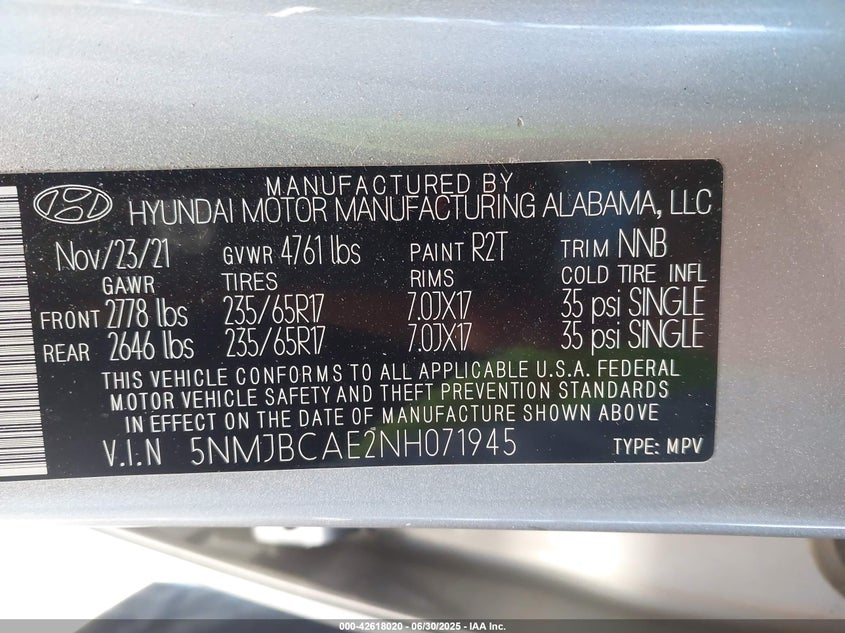 MANUFACTURED BY
HYUNDAI MOTOR MANUFACTURING ALABAMA, LLC
Nov/23/21 GVWR 4761 lbs PAINT R2T TRIM NNB
GAWR TIRES RIMS COLD TIRE INFL
FRONT 2778 lbs 235/65R17 7.0JX17 35 psi SINGLE
REAR 2646 lbs 235/65R17 7.0JX17 35 psi SINGLE
THIS VEHICLE CONFORMS TO ALL APPLICABLE U.S.A. FEDERAL
MOTOR VEHICLE SAFETY AND THEFT PREVENTION STANDARDS
IN EFFECT ON THE DATE OF MANUFACTURE SHOWN ABOVE
V.I.N 5NMJBCAE2NH071945 TYPE: MPV
000-42618020 - 06/30/2025 - IAA Inc.